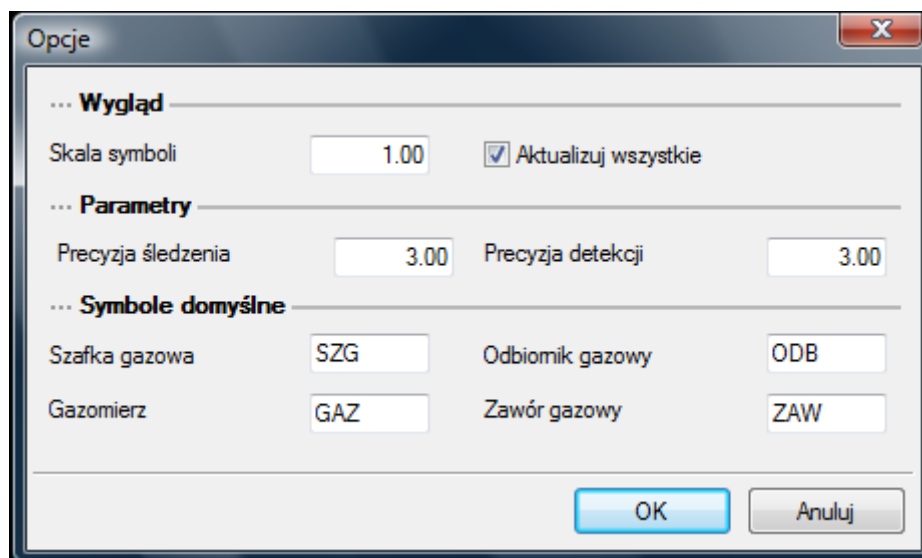 Opcje
... Wygląd
Skala symboli 1.00 Aktualizuj wszystkie
... Parametry
Precyzja śledzenia 3.00 Precyzja detekcji 3.00
... Symbole domyślne
Szafka gazowa SZG Odbiornik gazowy ODB
Gazomierz GAZ Zawór gazowy ZAW
OK Anuluj